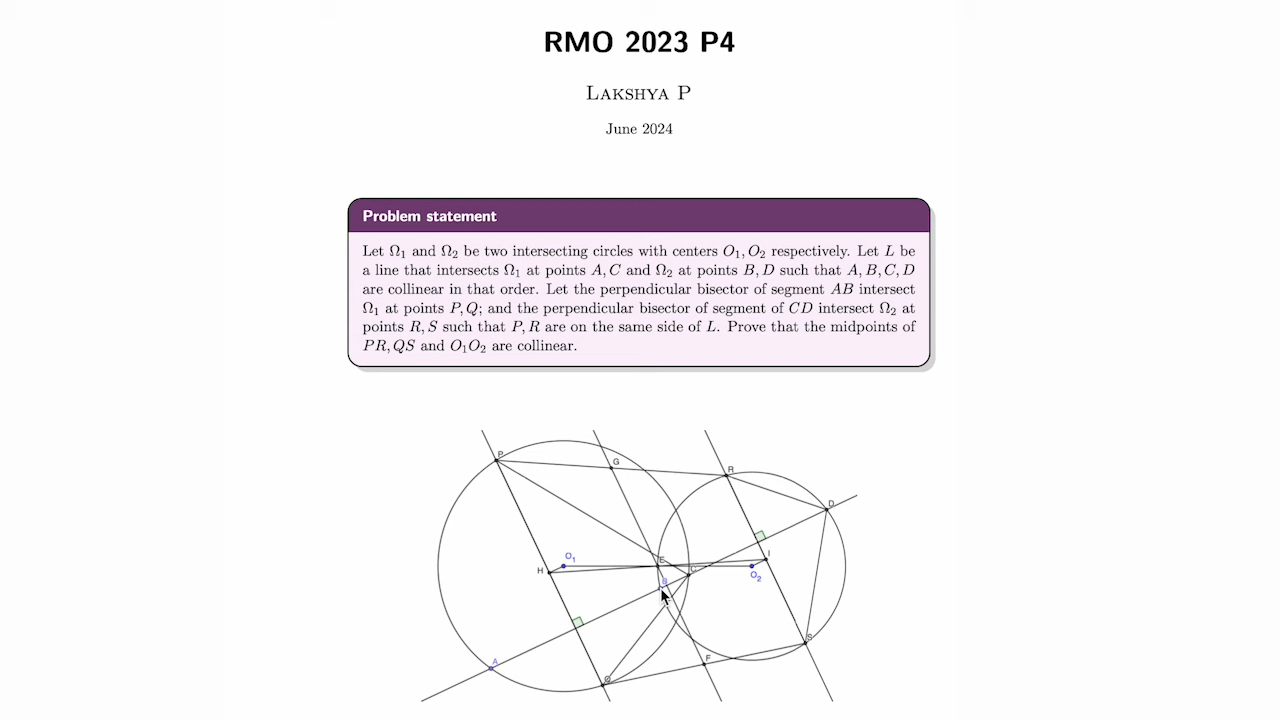 RMO 2023 P4
Lakshya P
June 2024
Problem statement
Let Ω₁ and Ω₂ be two intersecting circles with centers O₁, O₂ respectively. Let L be
a line that intersects Ω₁ at points A, C and Ω₂ at points B, D such that A, B, C, D
are collinear in that order. Let the perpendicular bisector of segment AB intersect
Ω₁ at points P, Q; and the perpendicular bisector of segment of CD intersect Ω₂ at
points R, S such that P, R are on the same side of L. Prove that the midpoints of
PR, QS and O₁O₂ are collinear.
P
G
R
D
O₁
E
I
H
C
O₂
B
S
A
F
Q